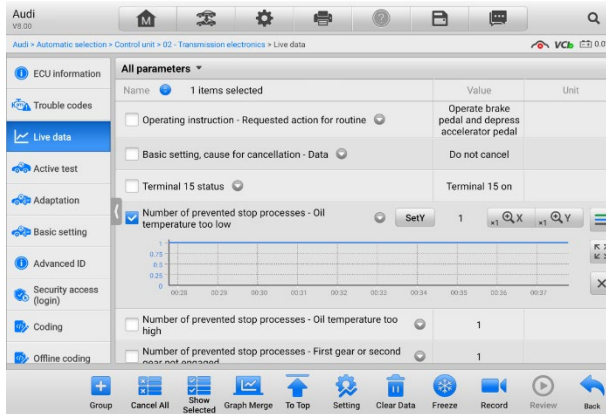 Audi
V8.00
Audi > Automatic selection > Control unit > 02 - Transmission electronics > Live data
VCb
0.0
ECU information
All parameters
Name 1 items selected Value Unit
Trouble codes
Operating instruction - Requested action for routine
Operate brake
pedal and depress
accelerator pedal
Live data
Basic setting, cause for cancellation - Data Do not cancel
Active test
Terminal 15 status Terminal 15 on
Adaptation
Number of prevented stop processes - Oil
temperature too low
SetY 1 ×1 X ×1 Y
Basic setting
1
0.75
0.5
0.25
0
00:28 00:29 00:30 00:31 00:32 00:33 00:34 00:35 00:36 00:37
Advanced ID
Security access
(login)
Coding
Number of prevented stop processes - Oil temperature too
high
1
Offline coding
Number of prevented stop processes - First gear or second
gear not engaged
1
Group
Cancel All
Show
Selected
Graph Merge
To Top
Setting
Clear Data
Freeze
Record
Review
Back